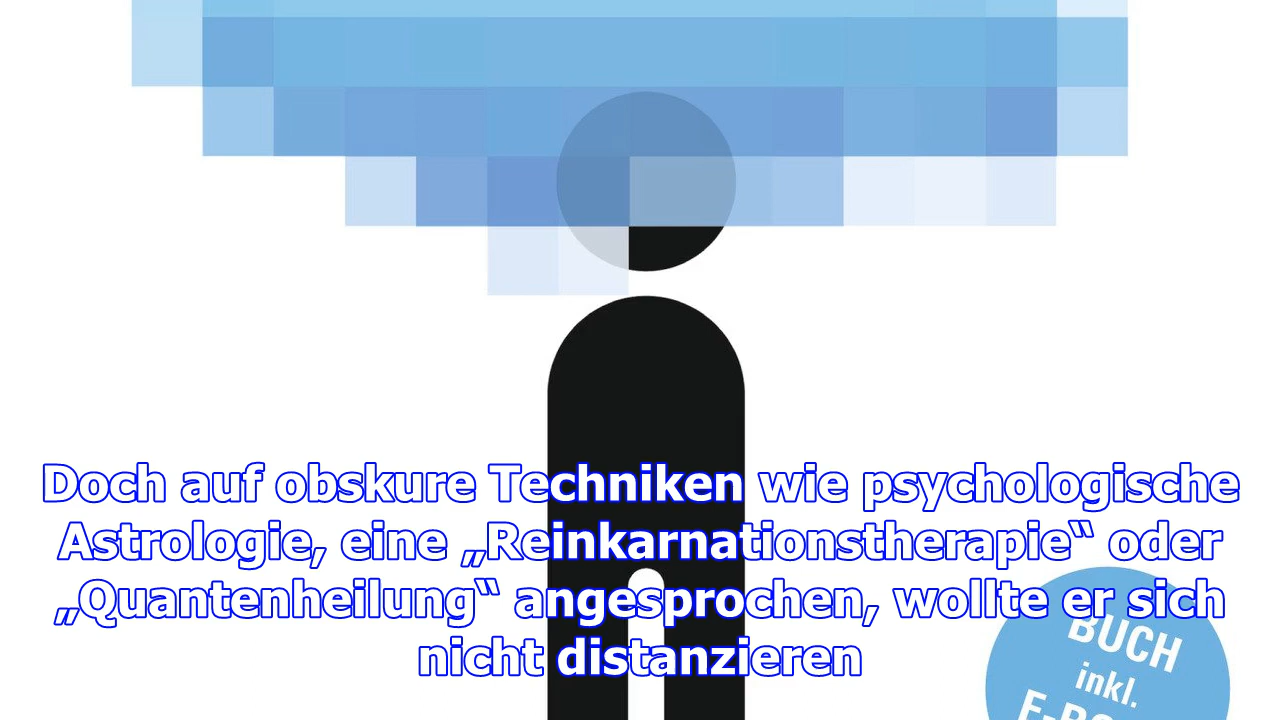 Doch auf obskure Techniken wie psychologische
Astrologie, eine „Reinkarnationstherapie“ oder
„Quantenheilung“ angesprochen, wollte er sich
nicht distanzieren
BUCH
inkl.